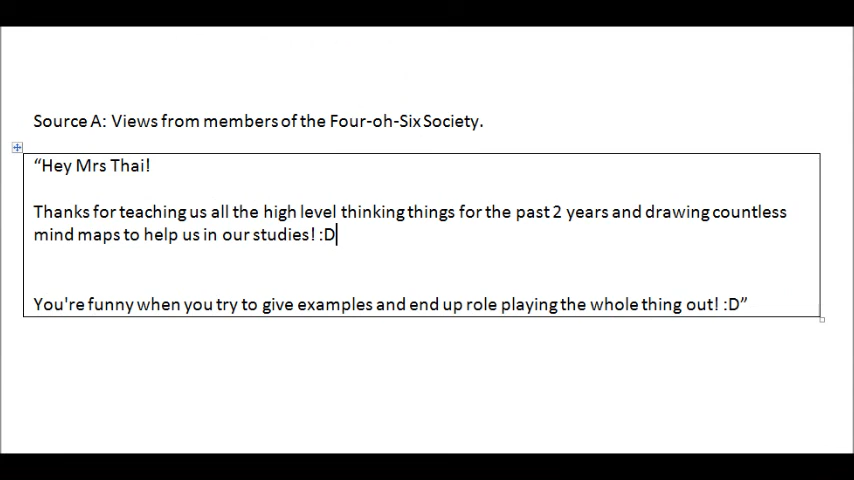 Source A: Views from members of the Four-oh-Six Society.
“Hey Mrs Thai!
Thanks for teaching us all the high level thinking things for the past 2 years and drawing countless
mind maps to help us in our studies! :D
You're funny when you try to give examples and end up role playing the whole thing out! :D”